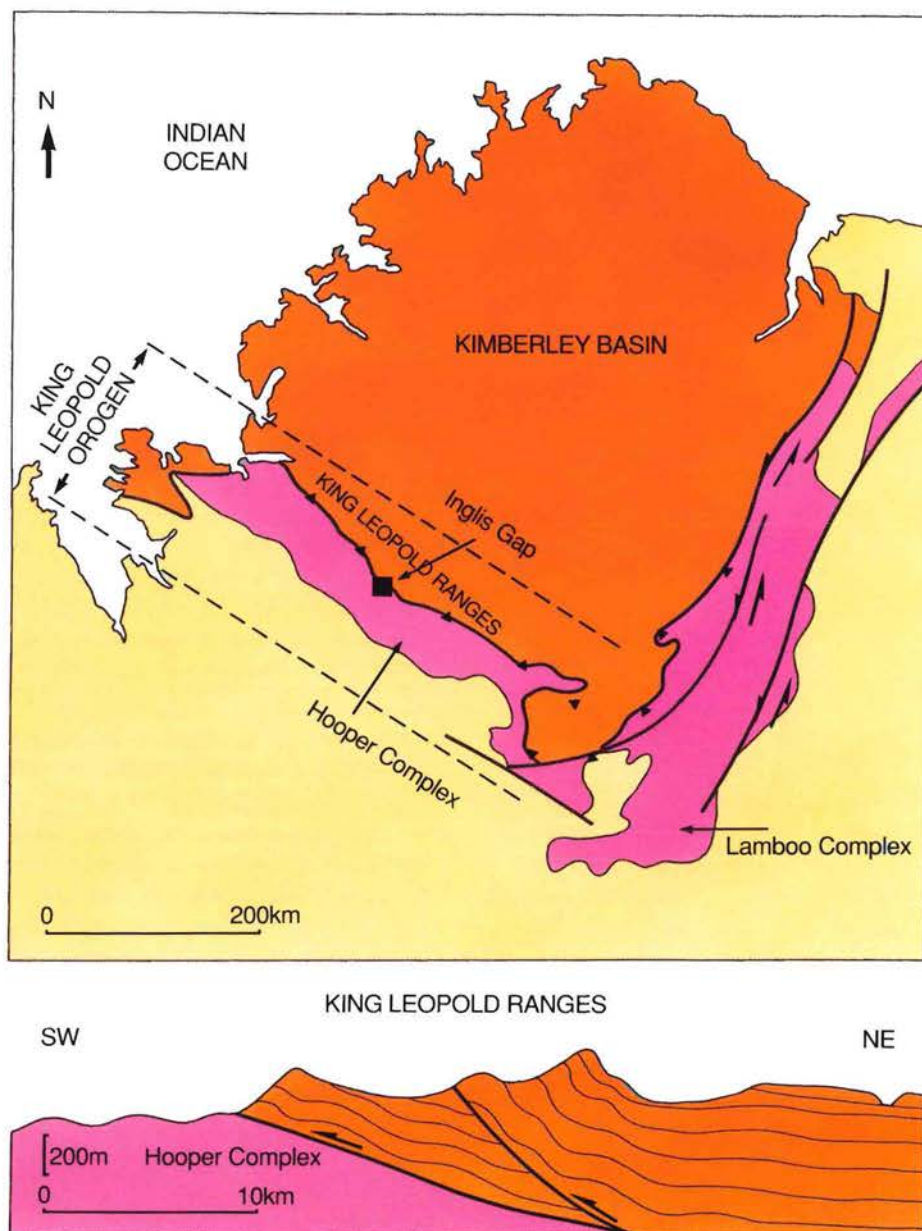 N
INDIAN
OCEAN
KIMBERLEY BASIN
KING
LEOPOLD
OROGEN
KING LEOPOLD RANGES
Inglis Gap
Hooper Complex
Lamboo Complex
0 200km
KING LEOPOLD RANGES
SW NE
200m Hooper Complex
0 10km